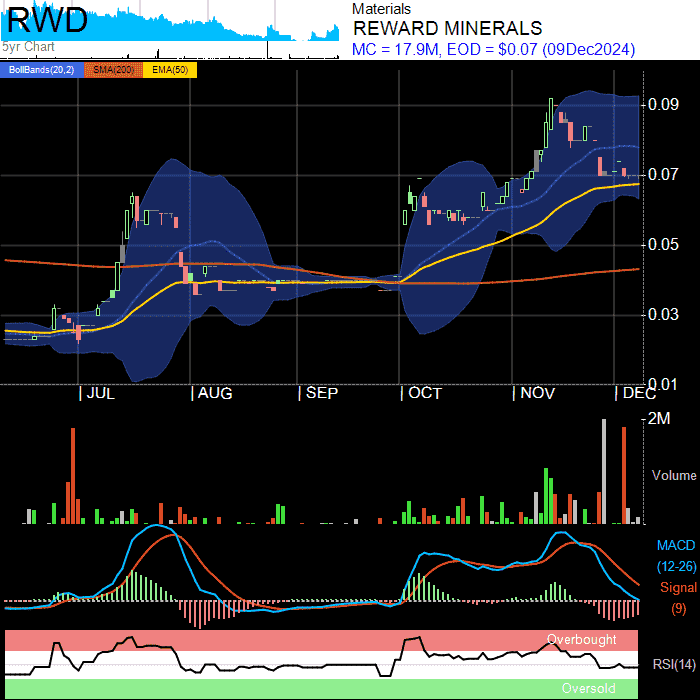 RWD
5yr Chart
Materials
REWARD MINERALS
MC = 17.9M, EOD = $0.07 (09Dec2024)
BollBands(20,2) SMA(200) EMA(50)
0.09
0.07
0.05
0.03
0.01
| JUL | AUG | SEP | OCT | NOV | DEC
2M
Volume
MACD
(12-26)
Signal
(9)
Overbought
RSI(14)
Oversold